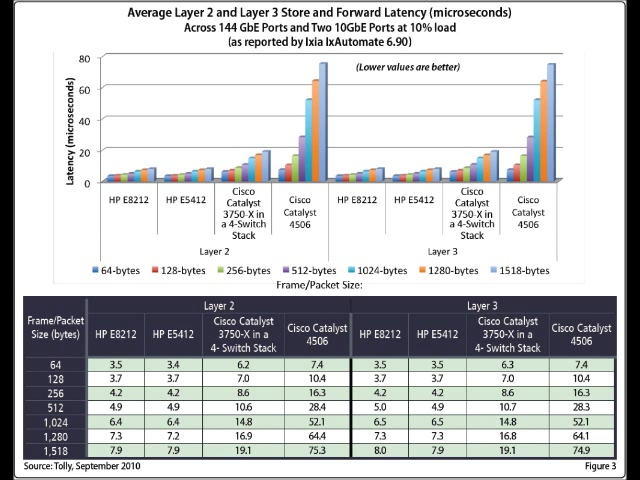 Average Layer 2 and Layer 3 Store and Forward Latency (microseconds)
Across 144 GbE Ports and Two 10GbE Ports at 10% load
(as reported by Ixia IxAutomate 6.90)
(Lower values are better)
Latency (microseconds)
80
60
40
20
0
HP E8212 HP E5412 Cisco Catalyst 3750-X in a 4-Switch Stack Cisco Catalyst 4506 HP E8212 HP E5412 Cisco Catalyst 3750-X in a 4-Switch Stack Cisco Catalyst 4506
Layer 2 Layer 3
64-bytes 128-bytes 256-bytes 512-bytes 1024-bytes 1280-bytes 1518-bytes
Frame/Packet Size:
Layer 2 Layer 3
Frame/Packet Size (bytes) HP E8212 HP E5412 Cisco Catalyst 3750-X in a 4- Switch Stack Cisco Catalyst 4506 HP E8212 HP E5412 Cisco Catalyst 3750-X in a 4- Switch Stack Cisco Catalyst 4506
64 3.5 3.4 6.2 7.4 3.5 3.5 6.3 7.4
128 3.7 3.7 7.0 10.4 3.7 3.7 7.0 10.4
256 4.2 4.2 8.6 16.3 4.2 4.2 8.6 16.3
512 4.9 4.9 10.6 28.4 5.0 4.9 10.7 28.3
1,024 6.4 6.4 14.8 52.1 6.5 6.5 14.8 52.1
1,280 7.3 7.2 16.9 64.4 7.3 7.3 16.8 64.1
1,518 7.9 7.9 19.1 75.3 8.0 7.9 19.1 74.9
Source: Tolly, September 2010 Figure 3